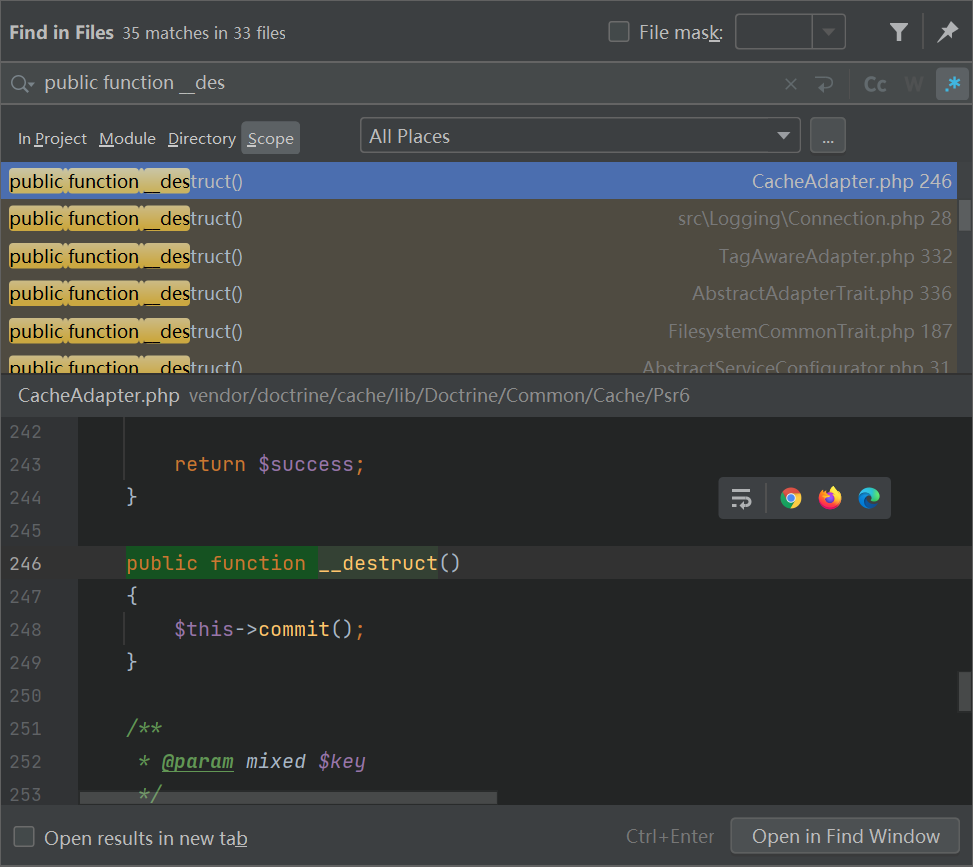 Find in Files 35 matches in 33 files File mask:
public function __des Cc W .*
In Project Module Directory Scope All Places ...
public function __destruct() CacheAdapter.php 246
public function __destruct() src\Logging\Connection.php 28
public function __destruct() TagAwareAdapter.php 332
public function __destruct() AbstractAdapterTrait.php 336
public function __destruct() FilesystemCommonTrait.php 187
public function __destruct() AbstractServiceConfigurator.php 31
CacheAdapter.php vendor/doctrine/cache/lib/Doctrine/Common/Cache/Psr6
242
243 return $success;
244 }
245
246 public function __destruct()
247 {
248 $this->commit();
249 }
250
251 /**
252 * @param mixed $key
253 */
Open results in new tab Ctrl+Enter Open in Find Window